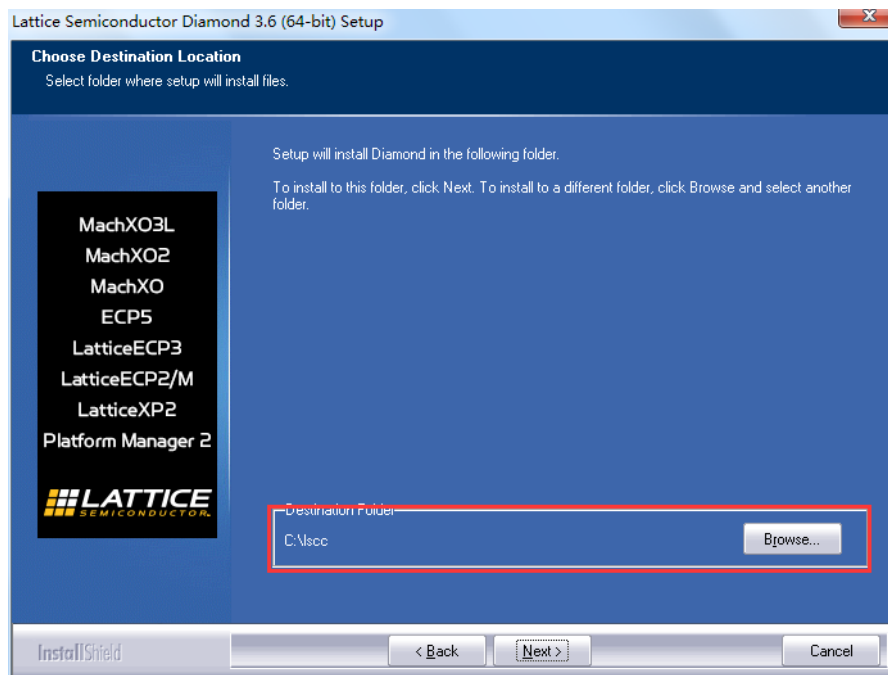 Lattice Semiconductor Diamond 3.6 (64-bit) Setup
Choose Destination Location
Select folder where setup will install files.
Setup will install Diamond in the following folder.
To install to this folder, click Next. To install to a different folder, click Browse and select another
folder.
MachXO3L
MachXO2
MachXO
ECP5
LatticeECP3
LatticeECP2/M
LatticeXP2
Platform Manager 2
LATTICE
SEMICONDUCTOR.
Destination Folder
C:\lscc
Browse...
InstallShield
< Back
Next >
Cancel